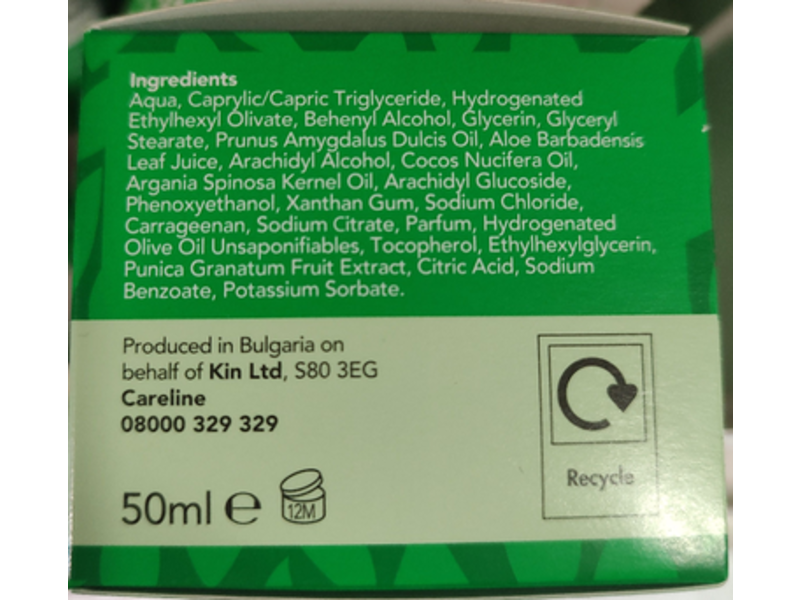 Ingredients
Aqua, Caprylic/Capric Triglyceride, Hydrogenated
Ethylhexyl Olivate, Behenyl Alcohol, Glycerin, Glyceryl
Stearate, Prunus Amygdalus Dulcis Oil, Aloe Barbadensis
Leaf Juice, Arachidyl Alcohol, Cocos Nucifera Oil,
Argania Spinosa Kernel Oil, Arachidyl Glucoside,
Phenoxyethanol, Xanthan Gum, Sodium Chloride,
Carrageenan, Sodium Citrate, Parfum, Hydrogenated
Olive Oil Unsaponifiables, Tocopherol, Ethylhexylglycerin,
Punica Granatum Fruit Extract, Citric Acid, Sodium
Benzoate, Potassium Sorbate.
Produced in Bulgaria on
behalf of Kin Ltd, S80 3EG
Careline
08000 329 329
50ml ℮ 12M
Recycle